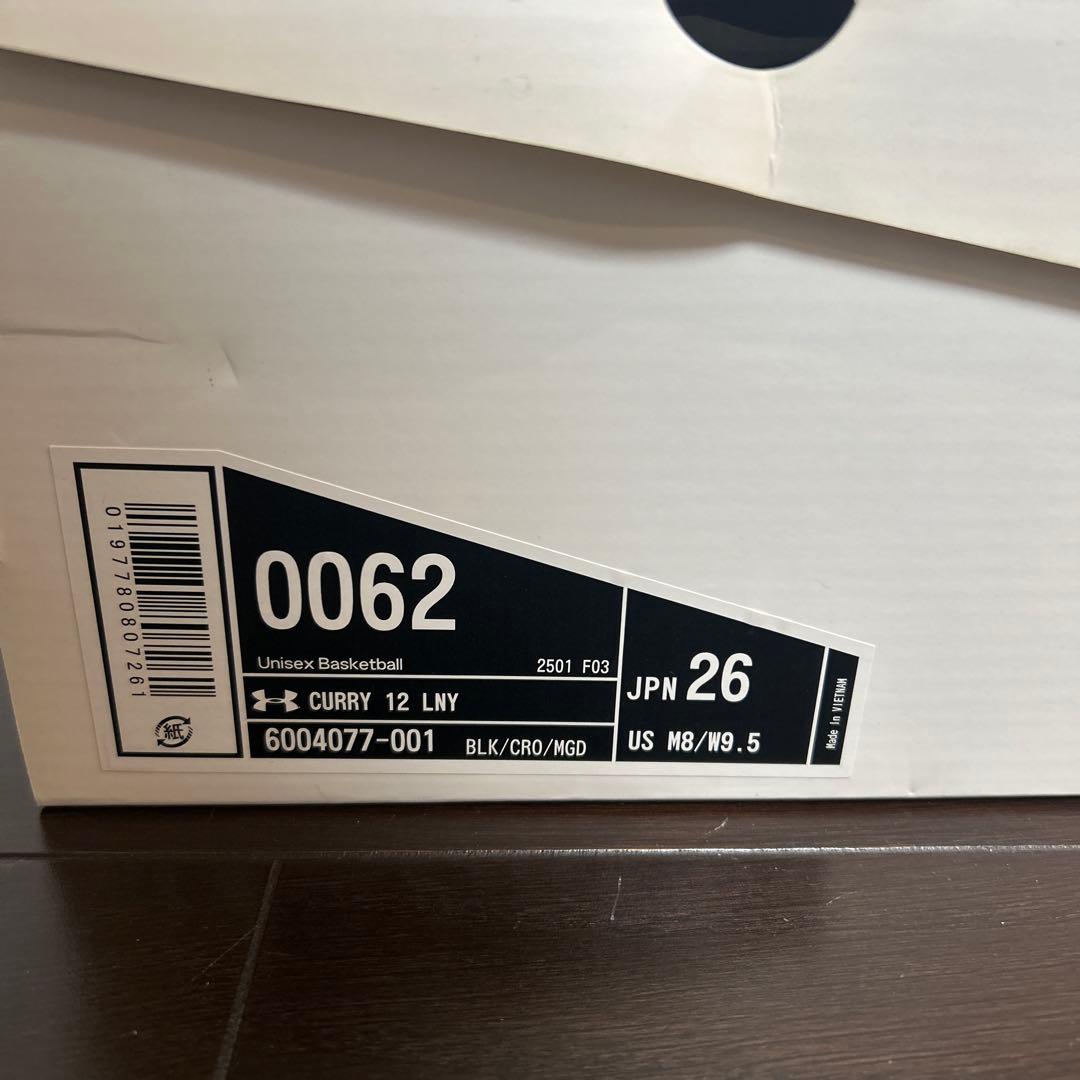 0197780807261
紙
0062
Unisex Basketball 2501 F03
CURRY 12 LNY
6004077-001 BLK/CRO/MGD
JPN 26
US M8/W9.5
Made in VIETNAM